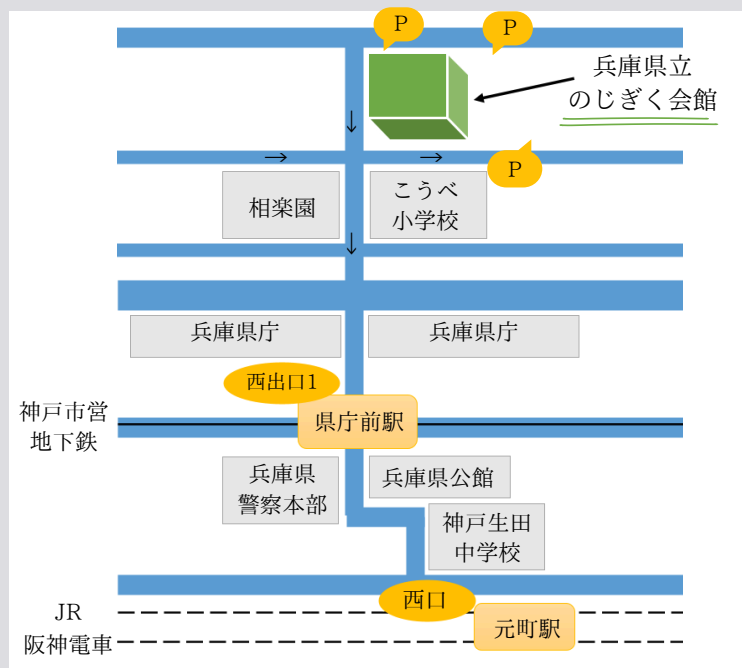 P
P
兵庫県立
のじぎく会館
↓
→
→
P
相楽園
こうべ
小学校
↓
兵庫県庁
兵庫県庁
西出口1
神戸市営
地下鉄
県庁前駅
兵庫県
警察本部
兵庫県公館
神戸生田
中学校
西口
JR
元町駅
阪神電車